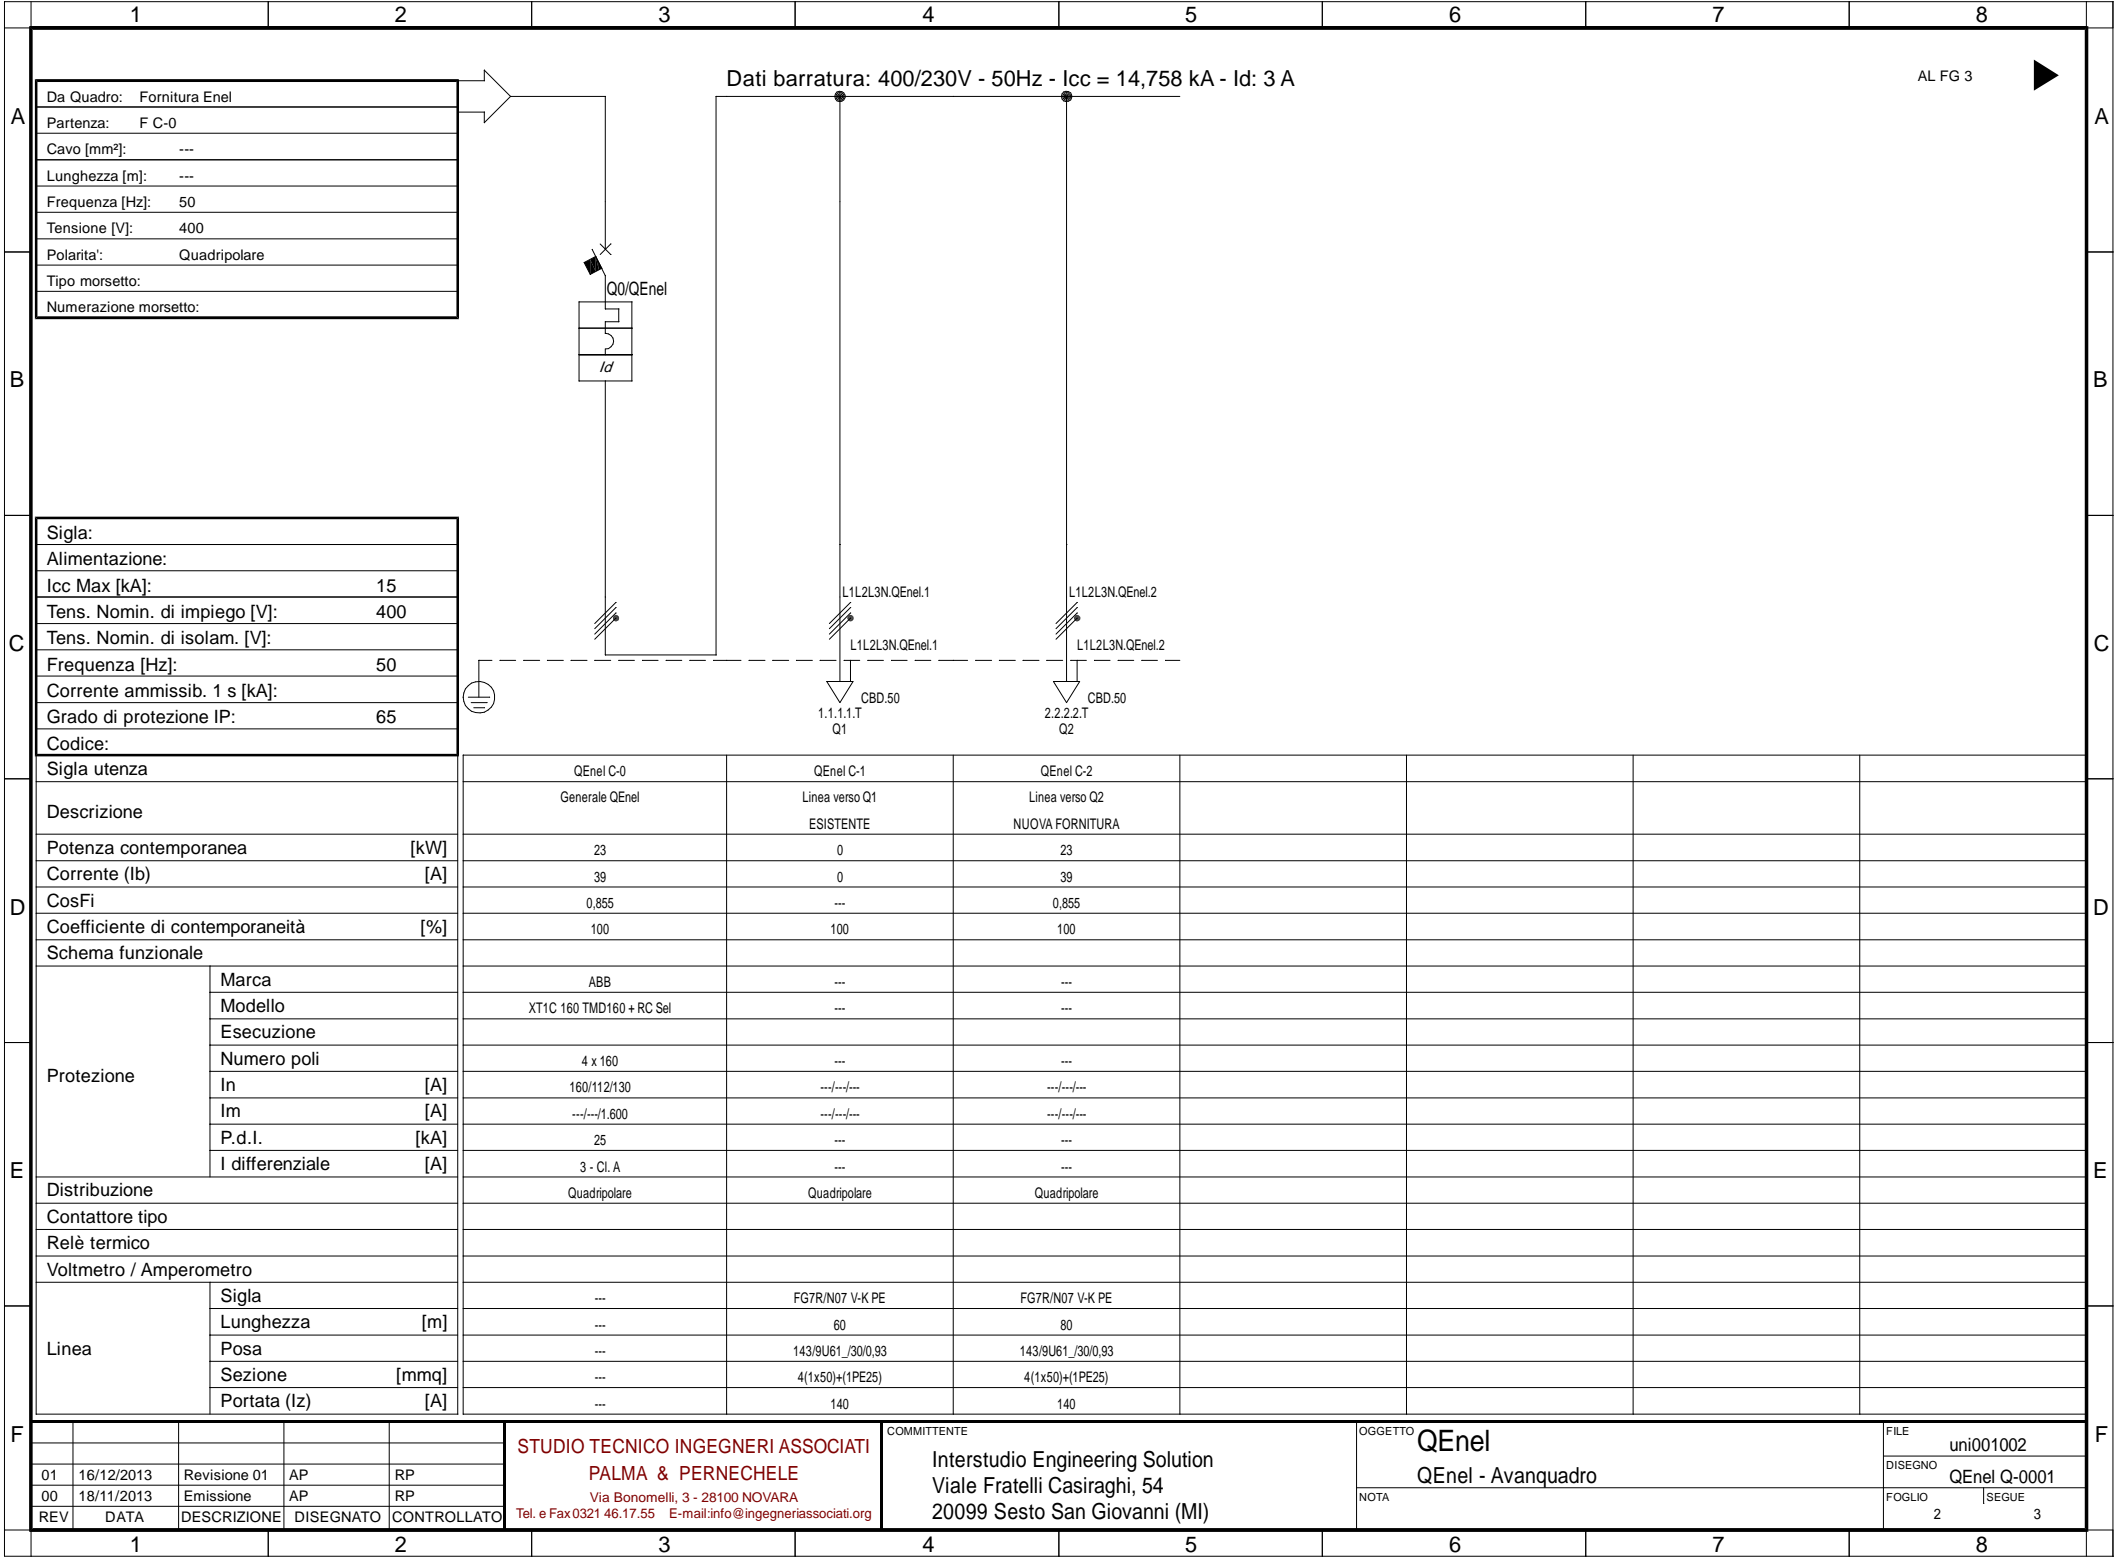 1 2 3 4 5 6 7 8
A A
B B
C C
D D
E E
F F
Dati barratura: 400/230V - 50Hz - Icc = 14,758 kA - Id: 3 A
AL FG 3
Da Quadro: Fornitura Enel
Partenza: F C-0
Cavo [mm²]: ---
Lunghezza [m]: ---
Frequenza [Hz]: 50
Tensione [V]: 400
Polarita': Quadripolare
Tipo morsetto:
Numerazione morsetto:
Q0/QEnel
Id
Sigla:
Alimentazione:
Icc Max [kA]: 15
Tens. Nomin. di impiego [V]: 400
Tens. Nomin. di isolam. [V]:
Frequenza [Hz]: 50
Corrente ammissib. 1 s [kA]:
Grado di protezione IP: 65
Codice:
L1L2L3N.QEnel.1 L1L2L3N.QEnel.2
L1L2L3N.QEnel.1 L1L2L3N.QEnel.2
CBD.50 CBD.50
1.1.1.1.T 2.2.2.2.T
Q1 Q2
Sigla utenza QEnel C-0 QEnel C-1 QEnel C-2
Descrizione Generale QEnel Linea verso Q1 Linea verso Q2
ESISTENTE NUOVA FORNITURA
Potenza contemporanea [kW] 23 0 23
Corrente (Ib) [A] 39 0 39
CosFi 0,855 --- 0,855
Coefficiente di contemporaneità [%] 100 100 100
Schema funzionale
Protezione
Marca ABB --- ---
Modello XT1C 160 TMD160 + RC Sel --- ---
Esecuzione
Numero poli 4 x 160 --- ---
In [A] 160/112/130 ---/---/--- ---/---/---
Im [A] ---/---/1.600 ---/---/--- ---/---/---
P.d.I. [kA] 25 --- ---
I differenziale [A] 3 - Cl. A --- ---
Distribuzione Quadripolare Quadripolare Quadripolare
Contattore tipo
Relè termico
Voltmetro / Amperometro
Linea
Sigla --- FG7R/N07 V-K PE FG7R/N07 V-K PE
Lunghezza [m] --- 60 80
Posa --- 143/9U61_/30/0,93 143/9U61_/30/0,93
Sezione [mmq] --- 4(1x50)+(1PE25) 4(1x50)+(1PE25)
Portata (Iz) [A] --- 140 140
01 16/12/2013 Revisione 01 AP RP
00 18/11/2013 Emissione AP RP
REV DATA DESCRIZIONE DISEGNATO CONTROLLATO
STUDIO TECNICO INGEGNERI ASSOCIATI
PALMA & PERNECHELE
Via Bonomelli, 3 - 28100 NOVARA
Tel. e Fax 0321 46.17.55 E-mail:info@ingegneriassociati.org
COMMITTENTE
Interstudio Engineering Solution
Viale Fratelli Casiraghi, 54
20099 Sesto San Giovanni (MI)
OGGETTO QEnel
QEnel - Avanquadro
NOTA
FILE uni001002
DISEGNO QEnel Q-0001
FOGLIO 2 SEGUE 3
1 2 3 4 5 6 7 8